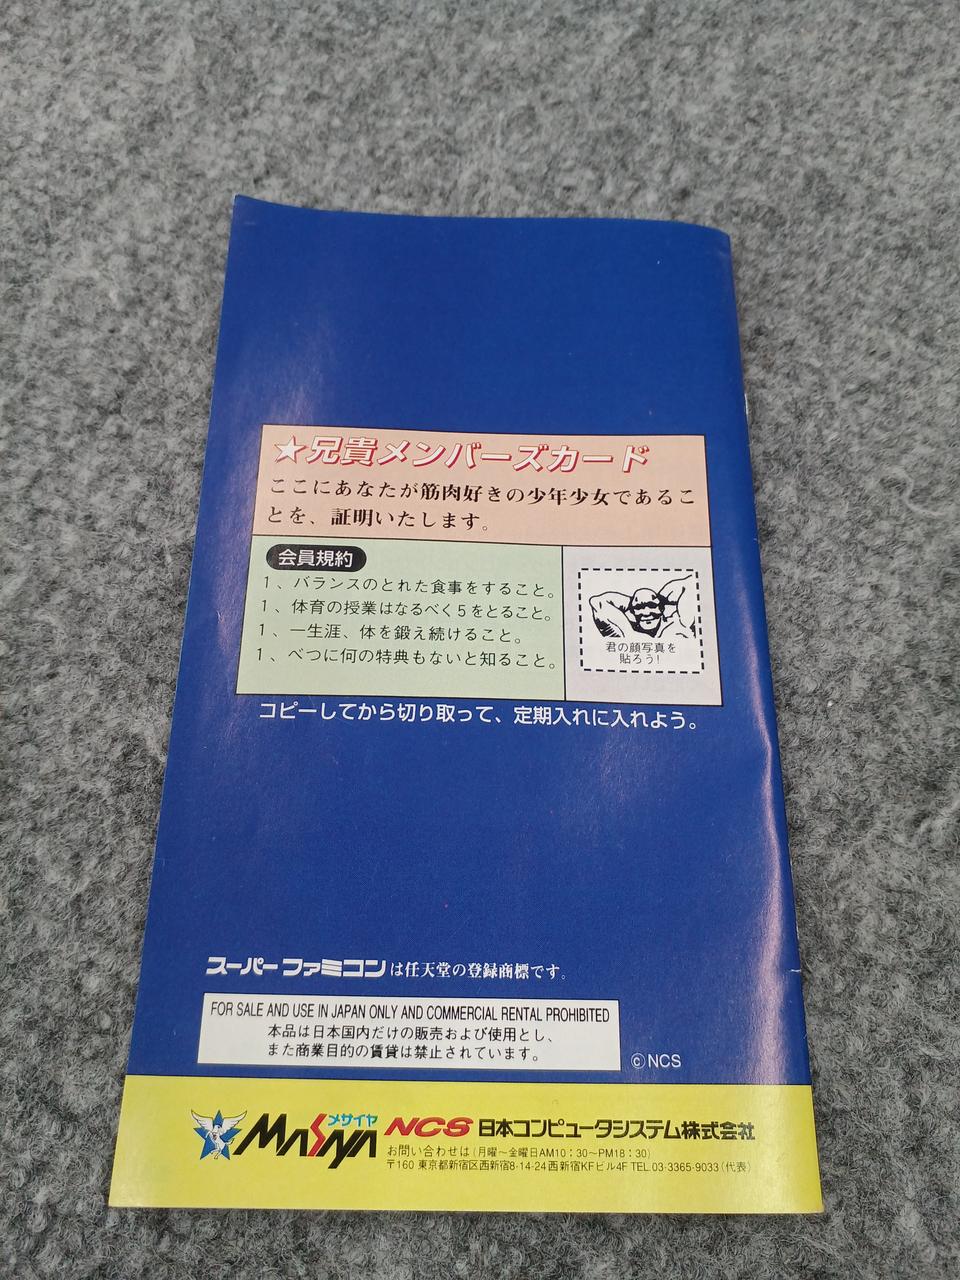 ★兄貴メンバーズカード
ここにあなたが筋肉好きの少年少女であるこ
とを、証明いたします。
会員規約
1、バランスのとれた食事をすること。
1、体育の授業はなるべく5をとること。
1、一生涯、体を鍛え続けること。
1、べつに何の特典もないと知ること。
君の顔写真を
貼ろう!
コピーしてから切り取って、定期入れに入れよう。
スーパーファミコンは任天堂の登録商標です。
FOR SALE AND USE IN JAPAN ONLY AND COMMERCIAL RENTAL PROHIBITED
本品は日本国内だけの販売および使用とし、
また商業目的の賃貸は禁止されています。
©NCS
メサイヤ
MASAYA NCS 日本コンピュータシステム株式会社
お問い合わせは(月曜~金曜日AM10:30~PM18:30)
〒160 東京都新宿区西新宿8-14-24西新宿KFビル4F TEL.03-3365-9033(代表)